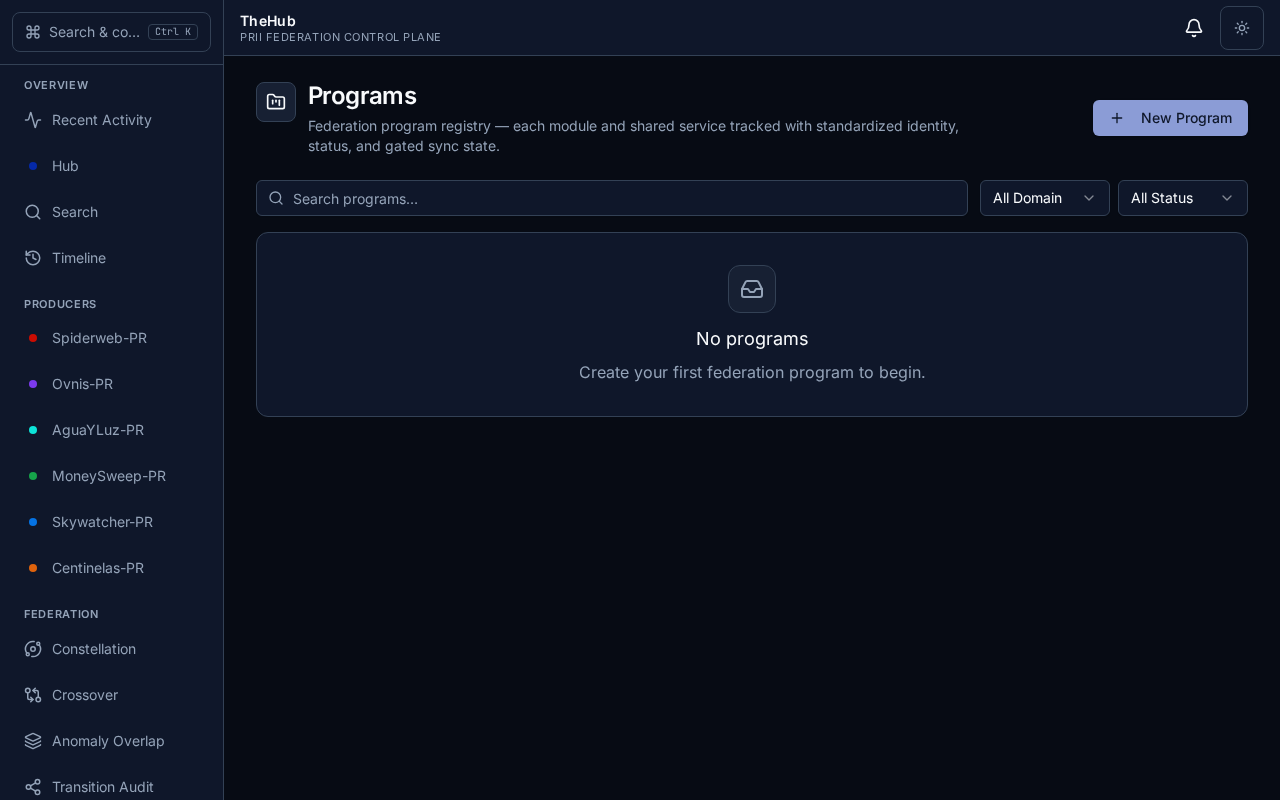 Search & co...
Ctrl K
OVERVIEW
Recent Activity
Hub
Search
Timeline
PRODUCERS
Spiderweb-PR
Ovnis-PR
AguaYLuz-PR
MoneySweep-PR
Skywatcher-PR
Centinelas-PR
FEDERATION
Constellation
Crossover
Anomaly Overlap
Transition Audit
TheHub
PRII FEDERATION CONTROL PLANE
Programs
Federation program registry — each module and shared service tracked with standardized identity,
status, and gated sync state.
New Program
Search programs...
All Domain
All Status
No programs
Create your first federation program to begin.